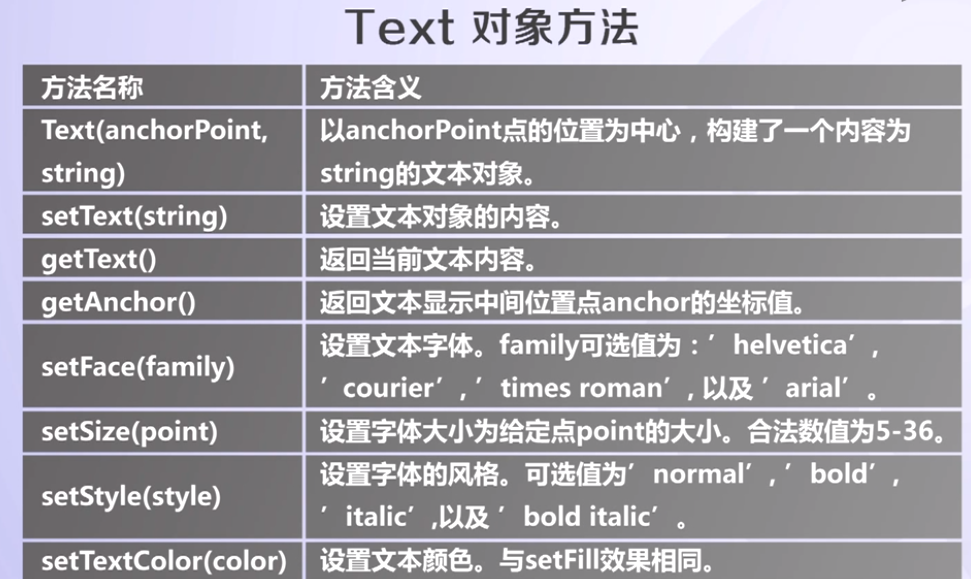 Text 对象方法
方法名称
方法含义
Text(anchorPoint,
string)
以anchorPoint点的位置为中心，构建了一个内容为
string的文本对象。
setText(string)
设置文本对象的内容。
getText()
返回当前文本内容。
getAnchor()
返回文本显示中间位置点anchor的坐标值。
setFace(family)
设置文本字体。family可选值为：’helvetica’,
’courier’,’times roman’,以及’arial’。
setSize(point)
设置字体大小为给定点point的大小。合法数值为5-36。
setStyle(style)
设置字体的风格。可选值为’normal’,’bold’,
’italic’,以及’bold italic’。
setTextColor(color)
设置文本颜色。与setFill效果相同。